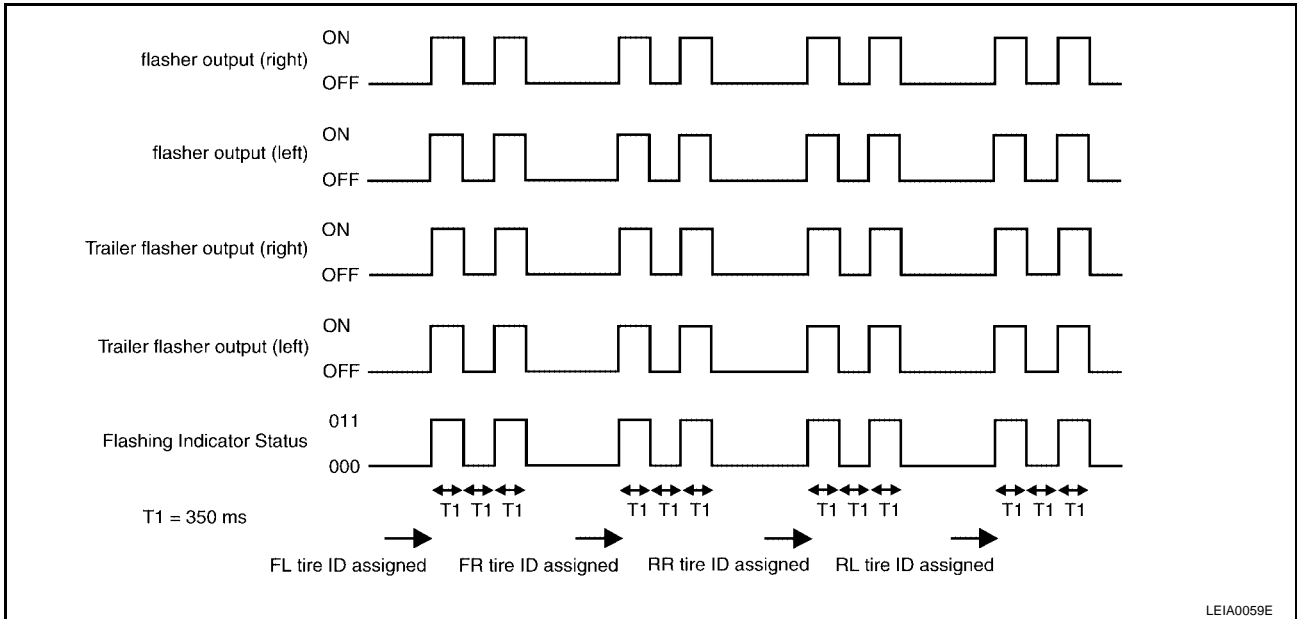 flasher output (right)
ON
OFF
flasher output (left)
ON
OFF
Trailer flasher output (right)
ON
OFF
Trailer flasher output (left)
ON
OFF
Flashing Indicator Status
011
000
T1 T1 T1 T1 T1 T1 T1 T1 T1 T1 T1 T1
T1 = 350 ms
FL tire ID assigned FR tire ID assigned RR tire ID assigned RL tire ID assigned
LEIA0059E